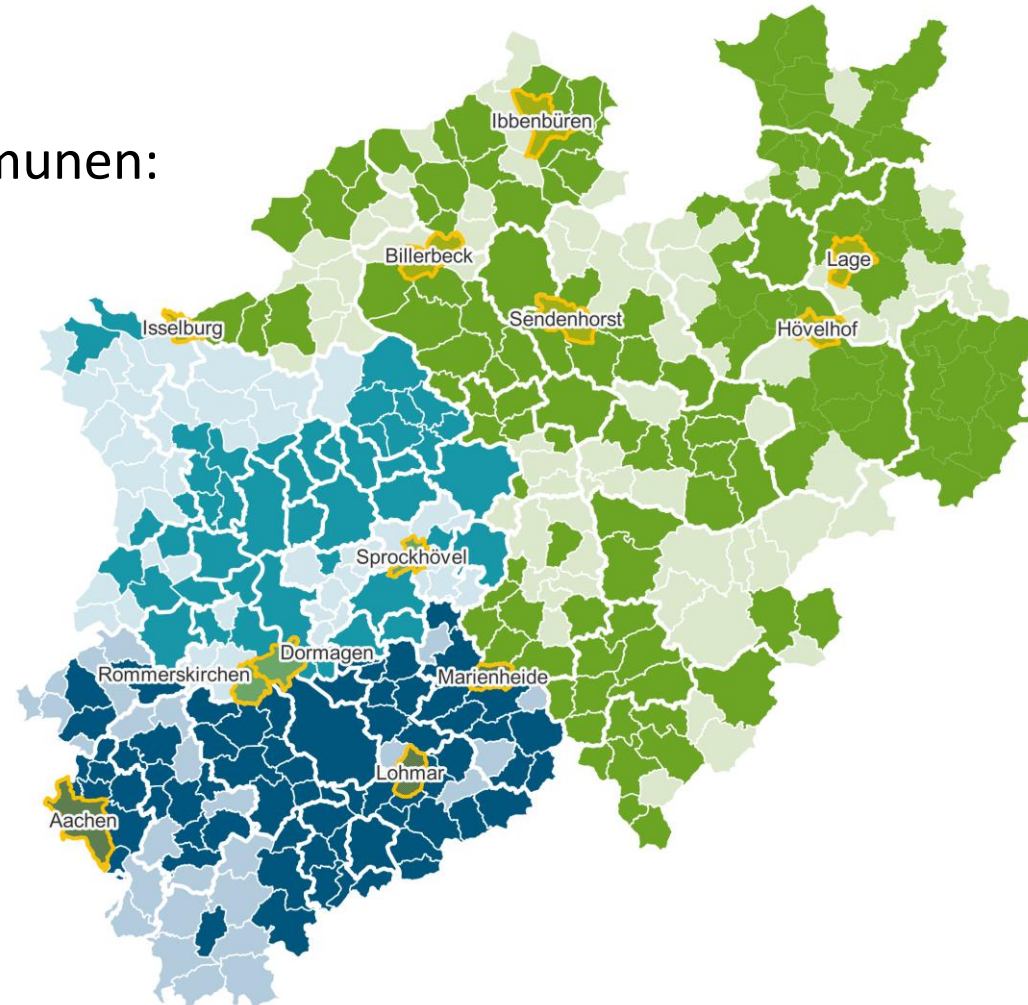 Ibbenbüren
munen:
Billerbeck
Lage
Isselburg
Sendenhorst
Hövelhof
Sprockhövel
Dormagen
Rommerskirchen
Marienheide
Lohmar
Aachen